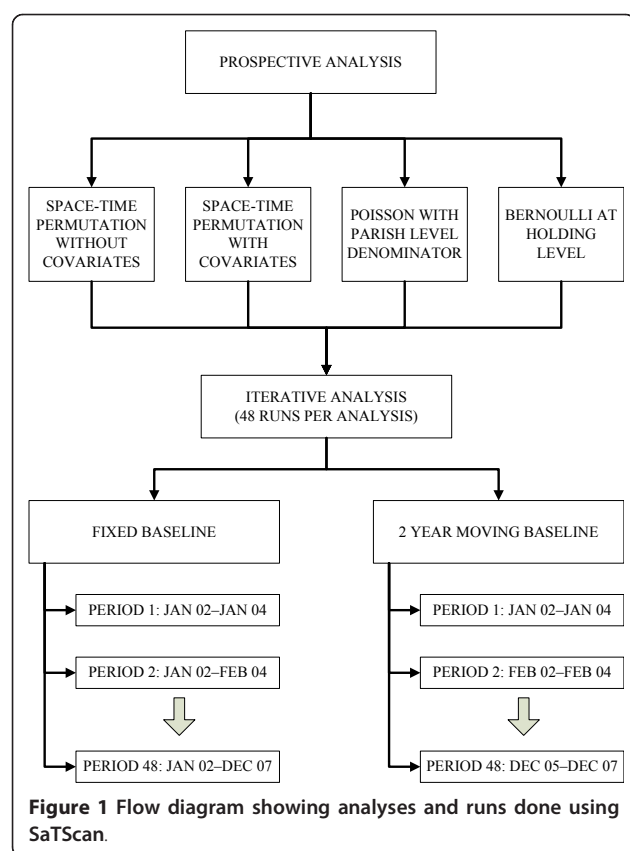 PROSPECTIVE ANALYSIS
SPACE-TIME
PERMUTATION
WITHOUT
COVARIATES
SPACE-TIME
PERMUTATION
WITH
COVARIATES
POISSON WITH
PARISH LEVEL
DENOMINATOR
BERNOULLI AT
HOLDING
LEVEL
ITERATIVE ANALYSIS
(48 RUNS PER ANALYSIS)
FIXED BASELINE
2 YEAR MOVING BASELINE
PERIOD 1: JAN 02–JAN 04
PERIOD 1: JAN 02–JAN 04
PERIOD 2: JAN 02–FEB 04
PERIOD 2: FEB 02–FEB 04
PERIOD 48: JAN 02–DEC 07
PERIOD 48: DEC 05–DEC 07
Figure 1 Flow diagram showing analyses and runs done using
SaTScan.